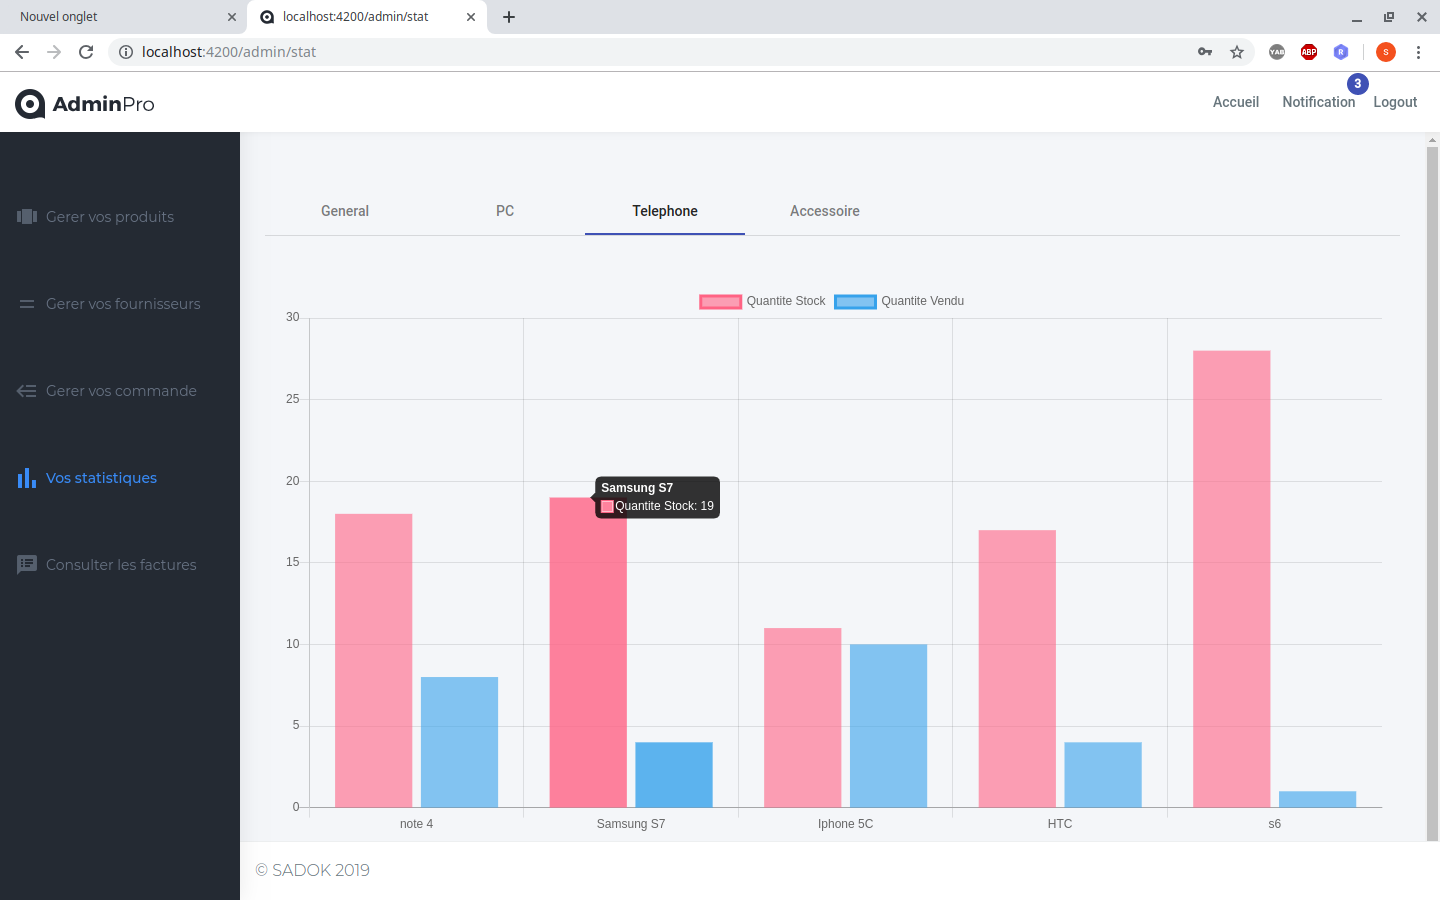 Nouvel onglet
localhost:4200/admin/stat
localhost:4200/admin/stat
YAB
ABP
R
S
AdminPro
Accueil
Notification
3
Logout
Gerer vos produits
Gerer vos fournisseurs
Gerer vos commande
Vos statistiques
Consulter les factures
General
PC
Telephone
Accessoire
Quantite Stock
Quantite Vendu
30
25
20
15
10
5
0
Samsung S7
Quantite Stock: 19
note 4
Samsung S7
Iphone 5C
HTC
s6
© SADOK 2019